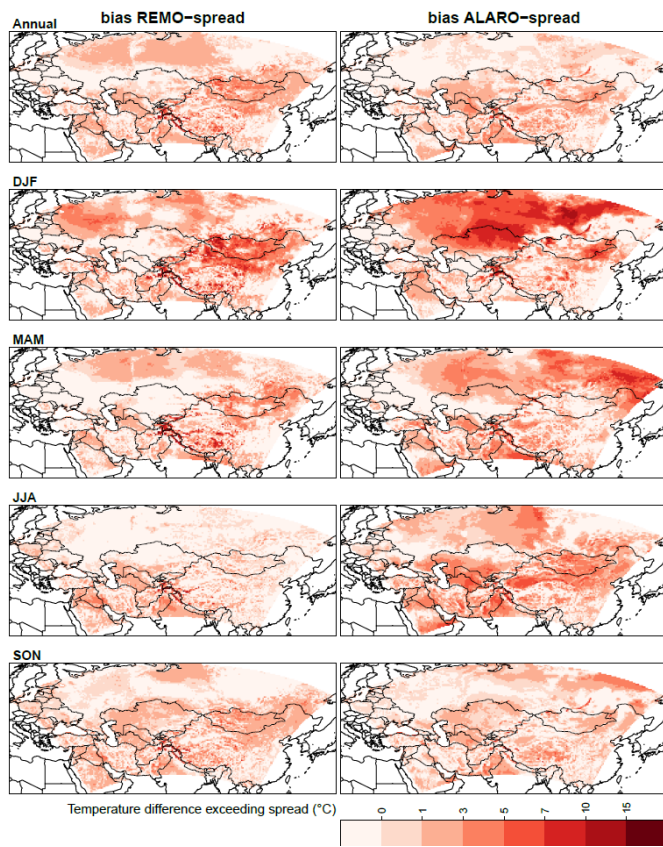 bias REMO−spread
bias ALARO−spread
Annual
DJF
MAM
JJA
SON
Temperature difference exceeding spread (°C)
0 1 3 5 7 10 15